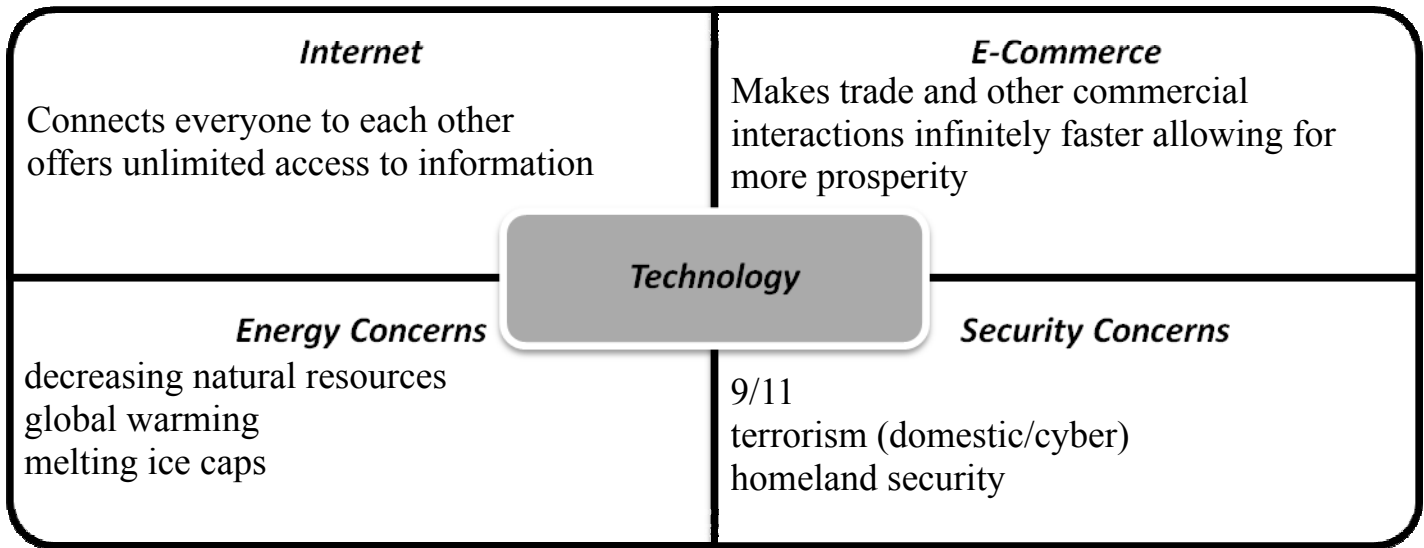 Internet
Connects everyone to each other
offers unlimited access to information
E-Commerce
Makes trade and other commercial
interactions infinitely faster allowing for
more prosperity
Technology
Energy Concerns
decreasing natural resources
global warming
melting ice caps
Security Concerns
9/11
terrorism (domestic/cyber)
homeland security